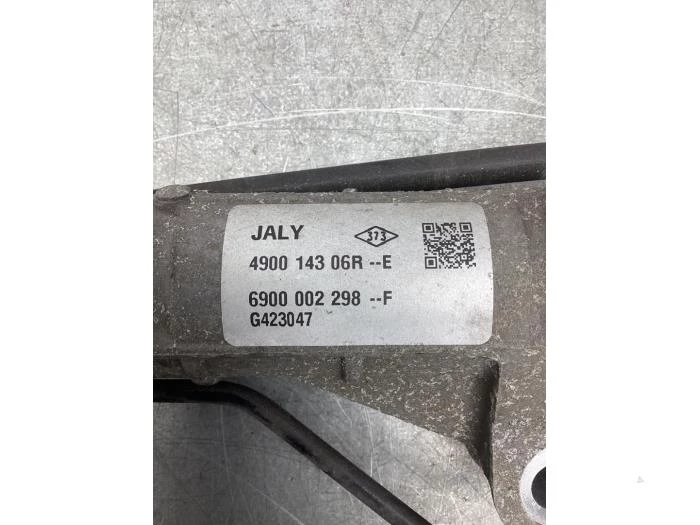 JALY 373
4900 143 06R --E
6900 002 298 --F
G423047